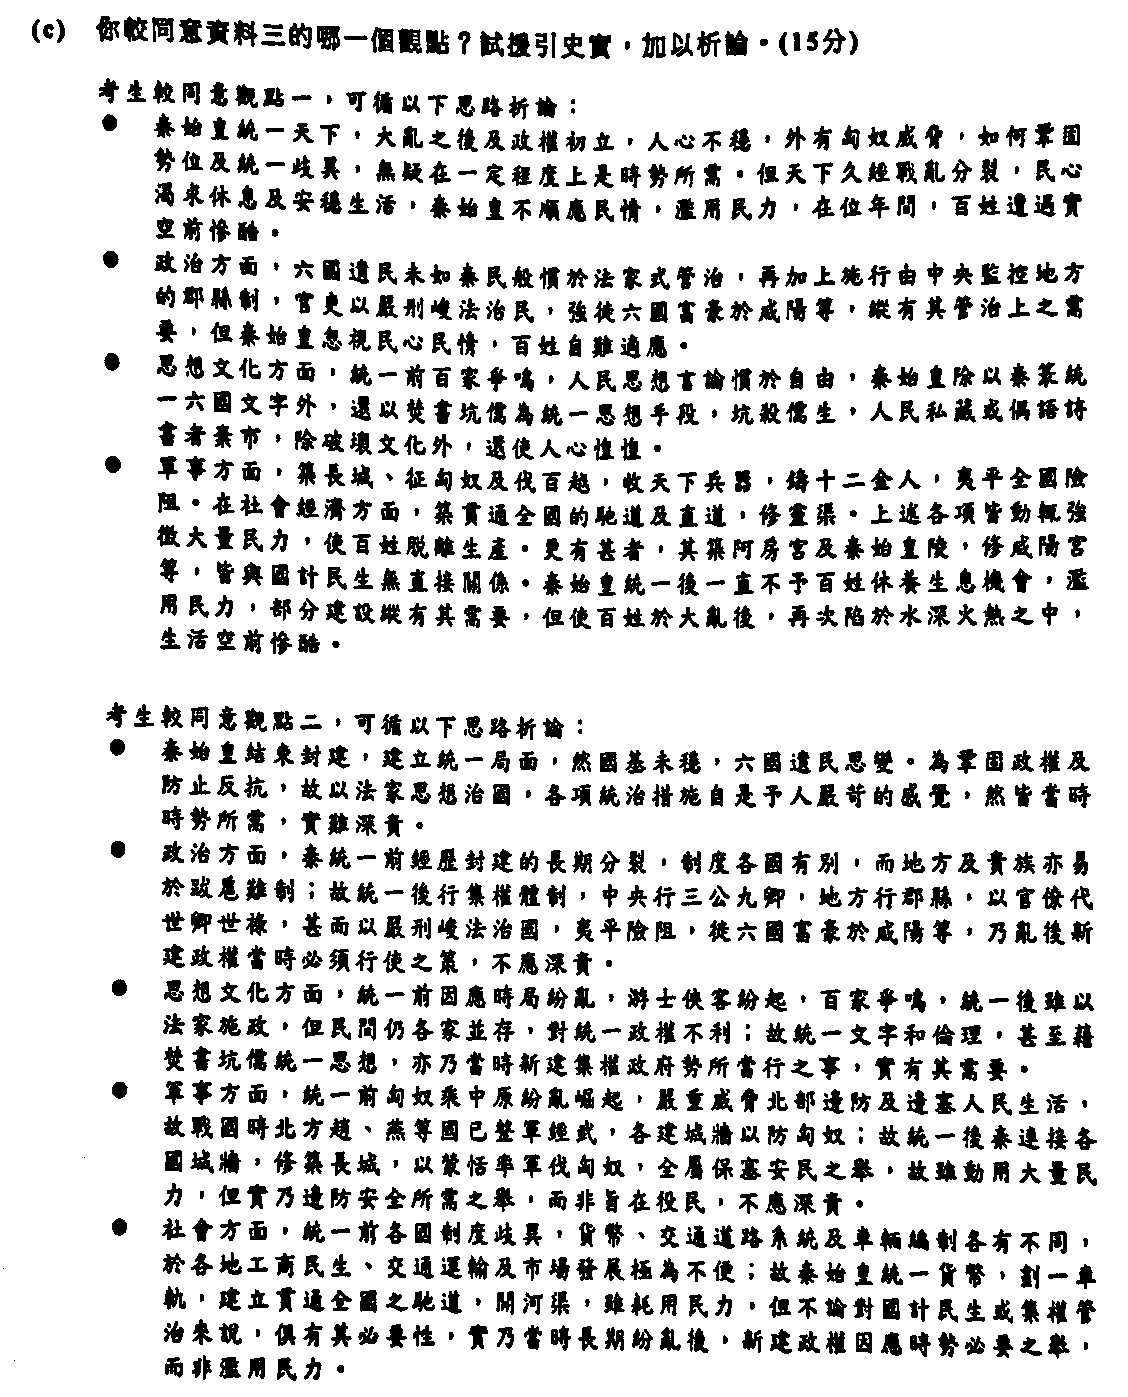 (c) 你較同意資料三的哪一個觀點？試援引史實，加以析論。(15分)
考生較同意觀點一，可循以下思路析論：
● 秦始皇統一天下，大亂之後及政權初立，人心不穩，外有匈奴威脅，如何鞏固
勢位及統一歧異，無疑在一定程度上是時勢所需。但天下久經戰亂分裂，民心
渴求休息及安穩生活，秦始皇不順應民情，濫用民力，在位年間，百姓遭遇實
空前慘酷。
● 政治方面，六國遺民未如秦民般慣於法家式管治，再加上施行由中央監控地方
的郡縣制，官吏以嚴刑峻法治民，強徙六國富豪於咸陽等，縱有其管治上之需
要，但秦始皇忽視民心民情，百姓自難適應。
● 思想文化方面，統一前百家爭鳴，人民思想言論慣於自由，秦始皇除以秦篆統
一六國文字外，還以焚書坑儒為統一思想手段，坑殺儒生，人民私藏或偶語詩
書者棄市，除破壞文化外，還使人心惶惶。
● 軍事方面，築長城、征匈奴及伐百越，收天下兵器，鑄十二金人，夷平全國險
阻。在社會經濟方面，築貫通全國的馳道及直道，修靈渠。上述各項皆動輒強
徵大量民力，使百姓脫離生產。更有甚者，其築阿房宮及秦始皇陵，修咸陽宮
等，皆與國計民生無直接關係。秦始皇統一後一直不予百姓休養生息機會，濫
用民力，部分建設縱有其需要，但使百姓於大亂後，再次陷於水深火熱之中，
生活空前慘酷。
考生較同意觀點二，可循以下思路析論：
● 秦始皇結束封建，建立統一局面，然國基未穩，六國遺民思變。為鞏固政權及
防止反抗，故以法家思想治國，各項統治措施自是予人嚴苛的感覺，然皆當時
時勢所需，實難深責。
● 政治方面，秦統一前經歷封建的長期分裂，制度各國有別，而地方及貴族亦易
於跋扈難制；故統一後行集權體制，中央行三公九卿，地方行郡縣，以官僚代
世卿世祿，甚而以嚴刑峻法治國，夷平險阻，徙六國富豪於咸陽等，乃亂後新
建政權當時必須行使之策，不應深責。
● 思想文化方面，統一前因應時局紛亂，游士俠客紛起，百家爭鳴，統一後雖以
法家施政，但民間仍各家並存，對統一政權不利；故統一文字和倫理，甚至藉
焚書坑儒統一思想，亦乃當時新建集權政府勢所當行之事，實有其需要。
● 軍事方面，統一前匈奴乘中原紛亂崛起，嚴重威脅北部邊防及邊塞人民生活，
故戰國時北方趙、燕等國已整軍經武，各建城牆以防匈奴；故統一後秦連接各
國城牆，修築長城，以蒙恬率軍伐匈奴，全屬保塞安民之舉，故雖動用大量民
力，但實乃邊防安全所需之舉，而非旨在役民，不應深責。
● 社會方面，統一前各國制度歧異，貨幣、交通道路系統及車輛編制各有不同，
於各地工商民生、交通運輸及市場發展極為不便；故秦始皇統一貨幣，劃一車
軌，建立貫通全國之馳道，開河渠，雖耗用民力，但不論對國計民生或集權管
治來說，俱有其必要性，實乃當時長期紛亂後，新建政權因應時勢必要之舉，
而非濫用民力。